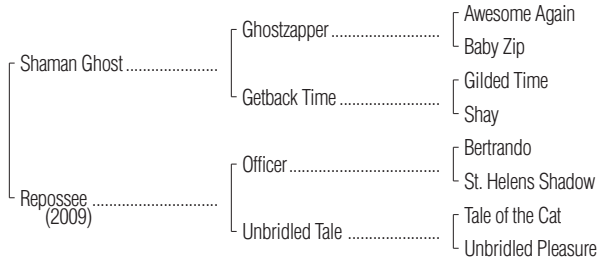 Awesome Again
Ghostzapper
Baby Zip
Shaman Ghost
Gilded Time
Getback Time
Shay
Bertrando
Officer
St. Helens Shadow
Repossee
(2009)
Tale of the Cat
Unbridled Tale
Unbridled Pleasure